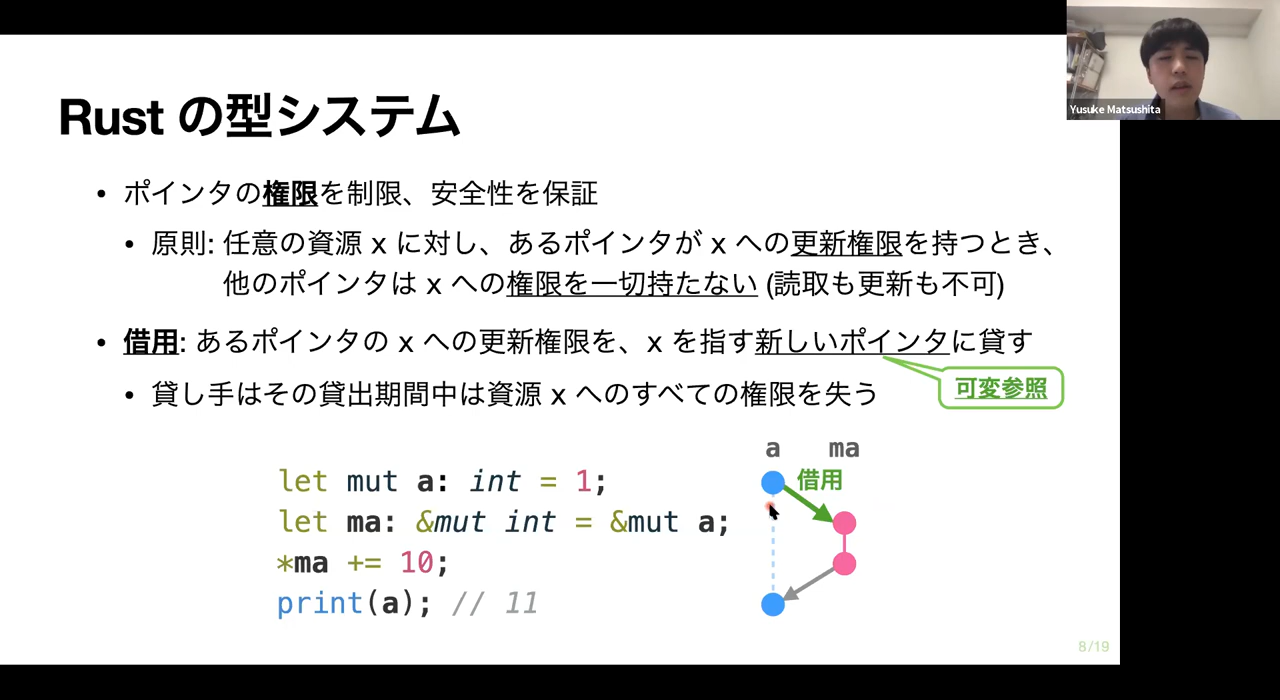 Rust の型システム
Yusuke Matsushita
• ポインタの権限を制限、安全性を保証
• 原則: 任意の資源 x に対し、あるポインタが x への更新権限を持つとき、
他のポインタは x への権限を一切持たない (読取も更新も不可)
• 借用: あるポインタの x への更新権限を、x を指す新しいポインタに貸す
可変参照
• 貸し手はその貸出期間中は資源 x へのすべての権限を失う
let mut a: int = 1;
let ma: &mut int = &mut a;
*ma += 10;
print(a); // 11
a ma
借用
8/19